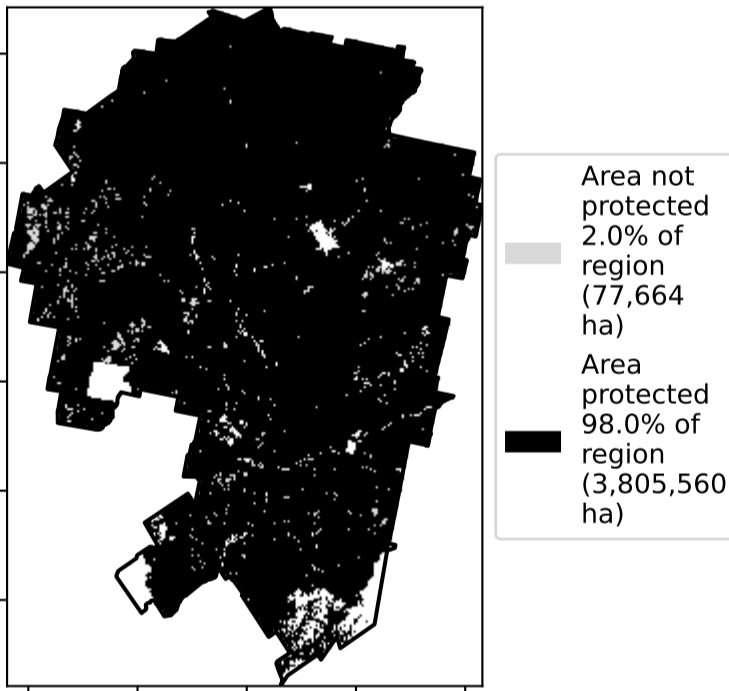 Area not
protected
2.0% of
region
(77,664
ha)
Area
protected
98.0% of
region
(3,805,560
ha)